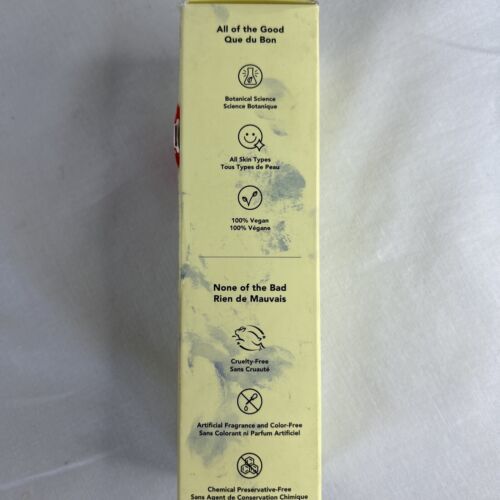 All of the Good
Que du Bon
Botanical Science
Science Botanique
All Skin Types
Tous Types de Peau
100% Vegan
100% Végane
None of the Bad
Rien de Mauvais
Cruelty-Free
Sans Cruauté
Artificial Fragrance and Color-Free
Sans Colorant ni Parfum Artificiel
Chemical Preservative-Free
Sans Agent de Conservation Chimique